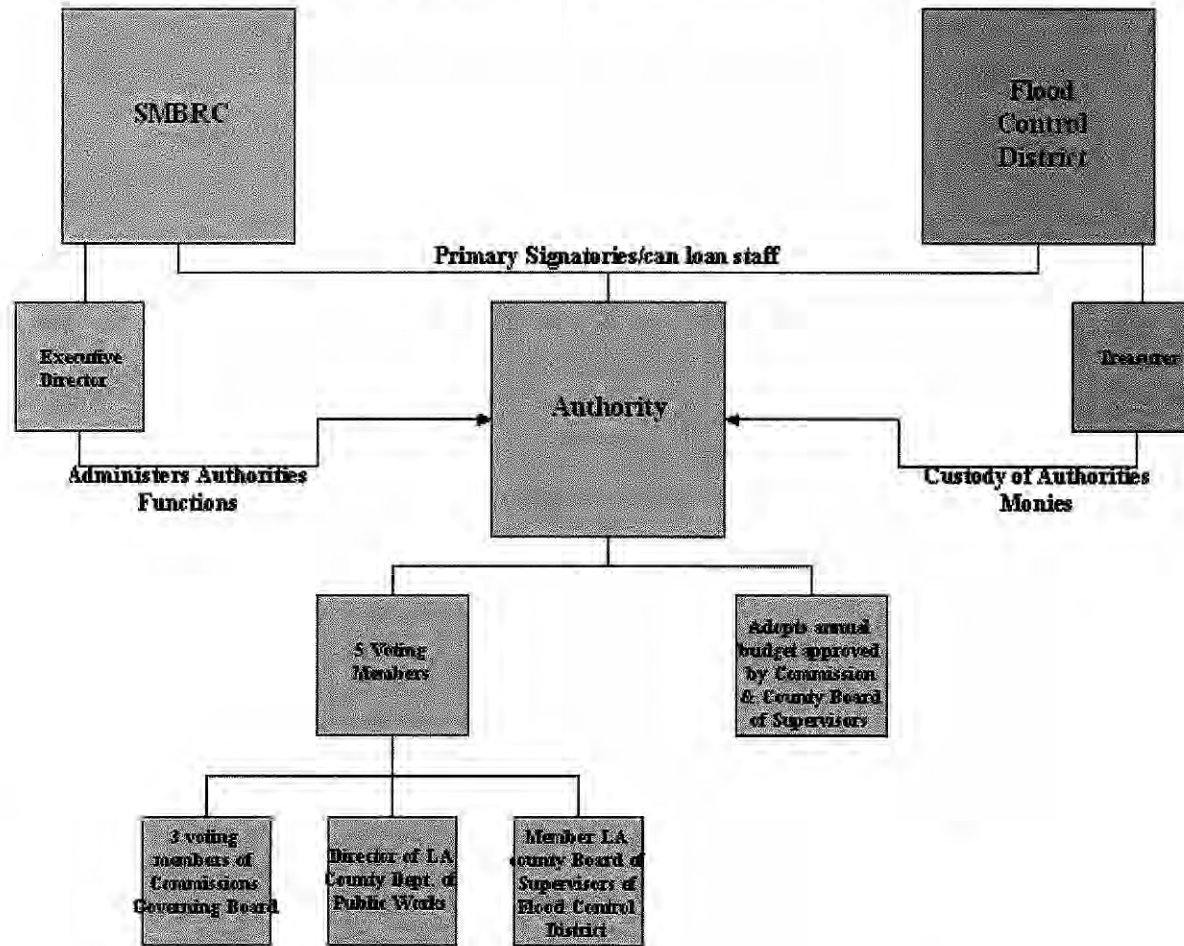 SMBRC
Flood
Control
District
Primary Signatories/can loan staff
Executive
Director
Authority
Treasurer
Administers Authorities
Functions
Custody of Authorities
Monies
5 Voting
Members
Adopts annual
budget approved
by Commission
& County Board
of Supervisors
3 voting
members of
Commissions
Governing Board
Director of LA
County Dept. of
Public Works
Member LA
county Board of
Supervisors of
Flood Control
District